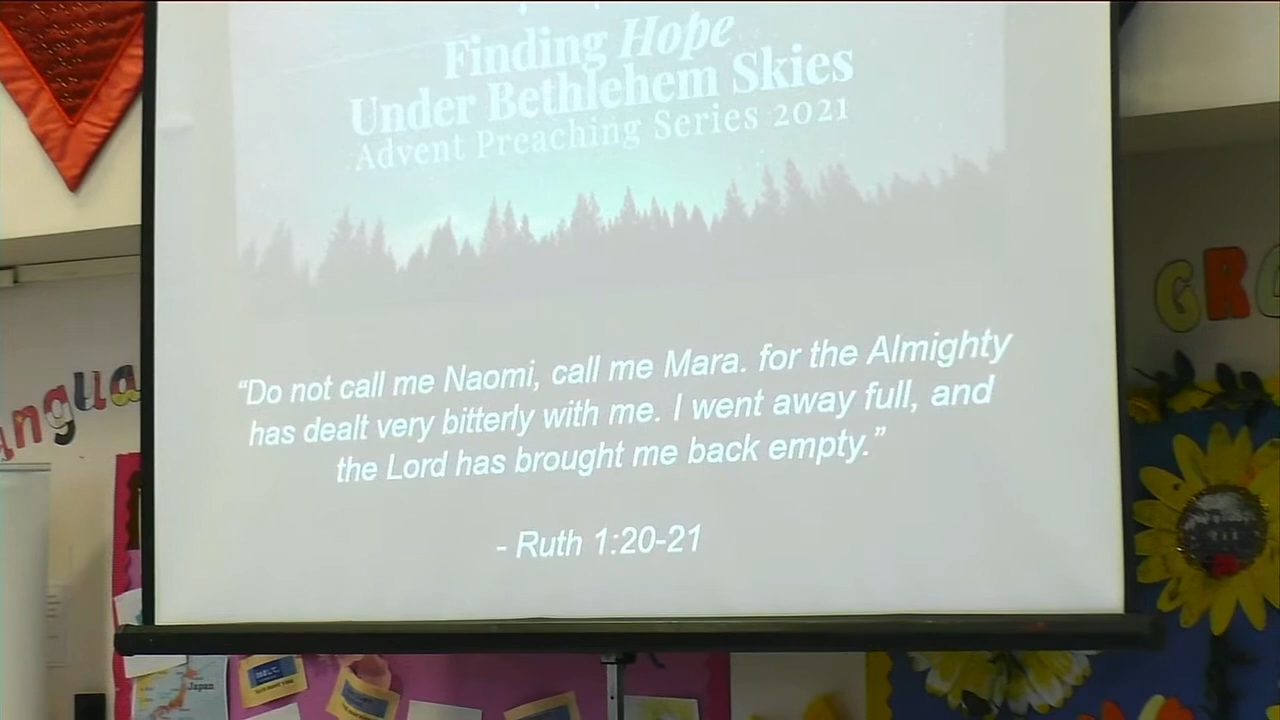 Finding Hope
Under Bethlehem Skies
Advent Preaching Series 2021
“Do not call me Naomi, call me Mara. for the Almighty
has dealt very bitterly with me. I went away full, and
the Lord has brought me back empty.”
- Ruth 1:20-21
angua
GR
Japan